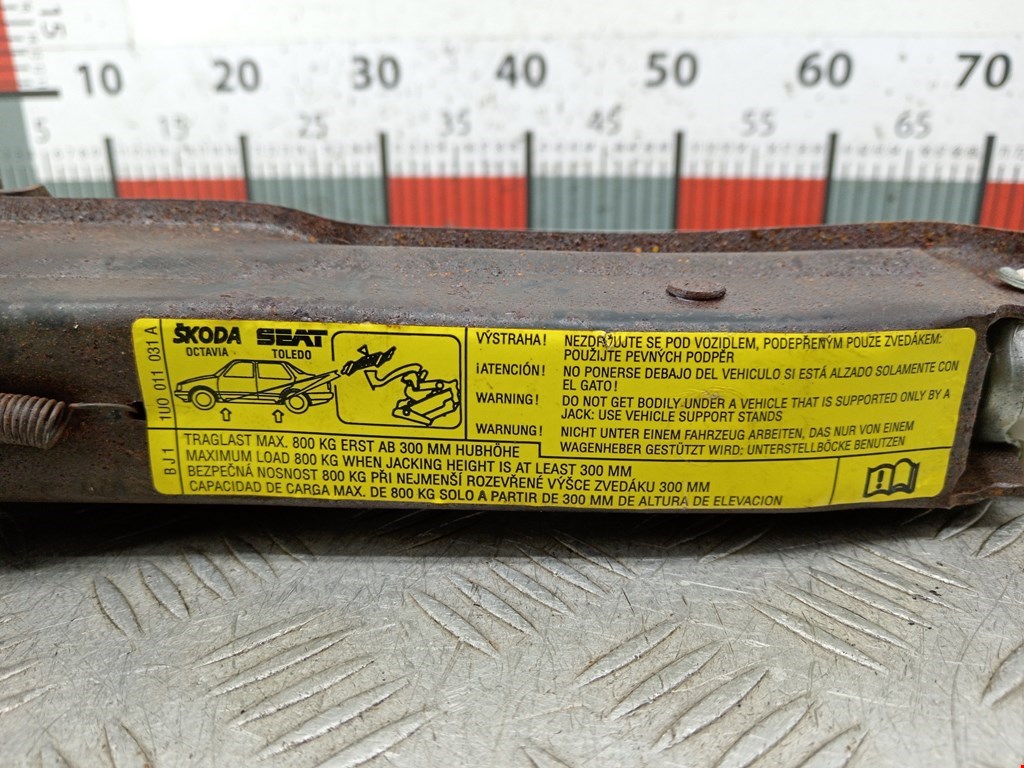 15
10 20 30 40 50 60 70
5 15 25 35 45 55 65
1U0 011 031 A
BJ1
ŠKODA SEAT
OCTAVIA TOLEDO
VÝSTRAHA! NEZDRŽUJTE SE POD VOZIDLEM, PODEPŘENÝM POUZE ZVEDÁKEM:
POUŽIJTE PEVNÝCH PODPĚR
¡ATENCIÓN! NO PONERSE DEBAJO DEL VEHICULO SI ESTÁ ALZADO SOLAMENTE CON
EL GATO!
WARNING! DO NOT GET BODILY UNDER A VEHICLE THAT IS SUPPORTED ONLY BY A
JACK: USE VEHICLE SUPPORT STANDS
WARNUNG! NICHT UNTER EINEM FAHRZEUG ARBEITEN, DAS NUR VON EINEM
WAGENHEBER GESTÜTZT WIRD; UNTERSTELLBÖCKE BENUTZEN
TRAGLAST MAX. 800 KG ERST AB 300 MM HUBHÖHE
MAXIMUM LOAD 800 KG WHEN JACKING HEIGHT IS AT LEAST 300 MM
BEZPEČNÁ NOSNOST 800 KG PŘI NEJMENŠÍ ROZEVŘENÉ VÝŠCE ZVEDÁKU 300 MM
CAPACIDAD DE CARGA MAX. DE 800 KG SOLO A PARTIR DE 300 MM DE ALTURA DE ELEVACION